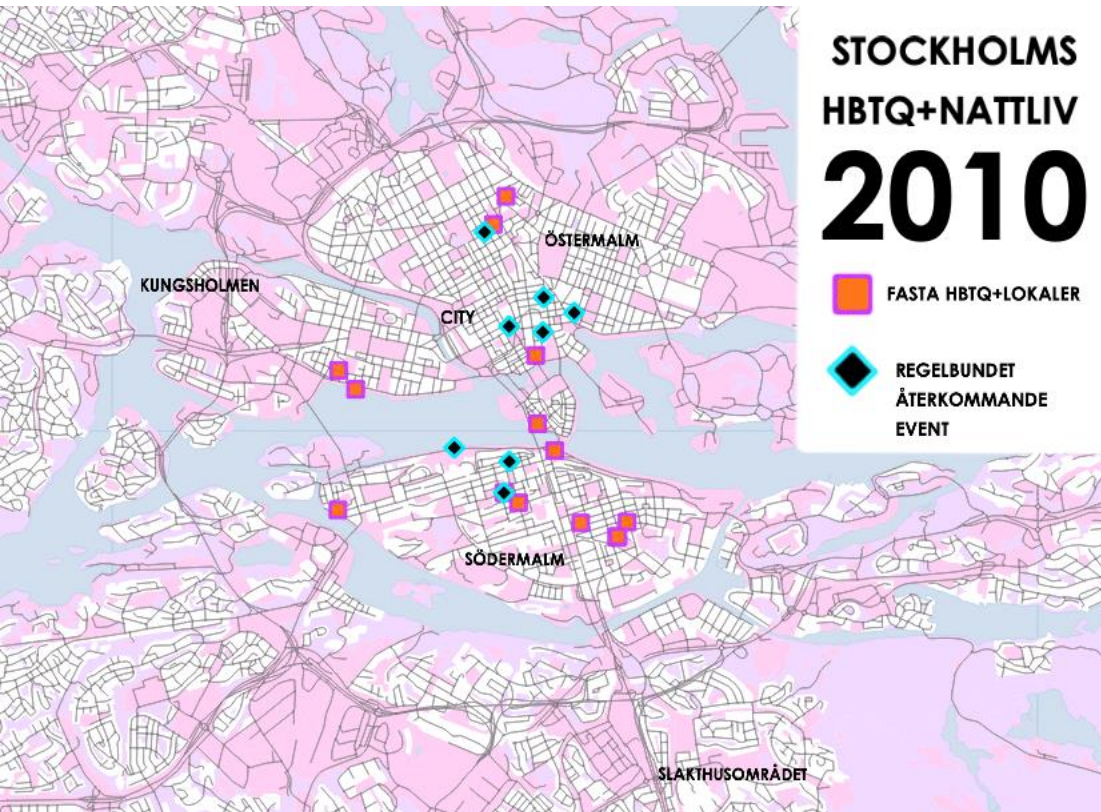 STOCKHOLMS
HBTQ+NATTLIV
2010
FASTA HBTQ+LOKALER
REGELBUNDET
ÅTERKOMMANDE
EVENT
ÖSTERMALM
KUNGSHOLMEN
CITY
SÖDERMALM
SLAKTHUSOMRÅDET